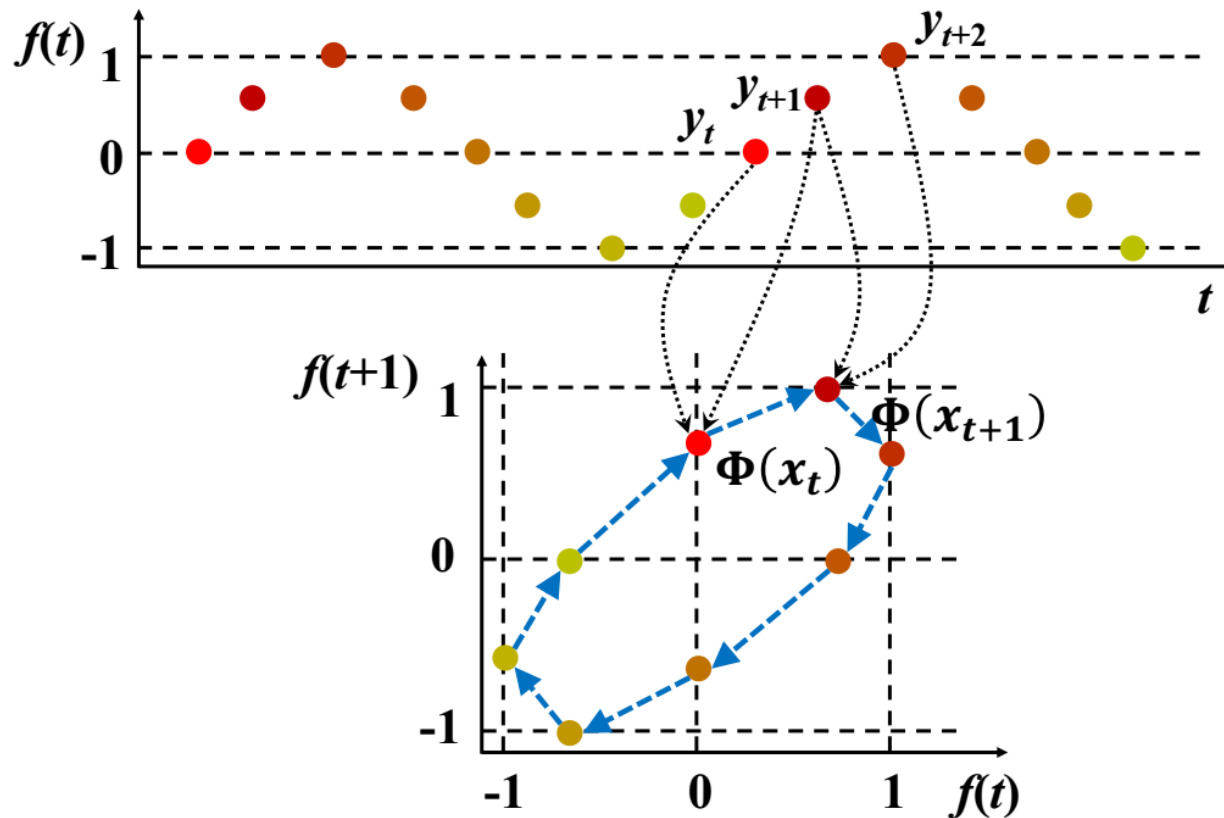 f(t)
1
0
-1
y_t
y_{t+1}
y_{t+2}
t
f(t+1)
1
0
-1
Φ(x_t)
Φ(x_{t+1})
-1
0
1
f(t)